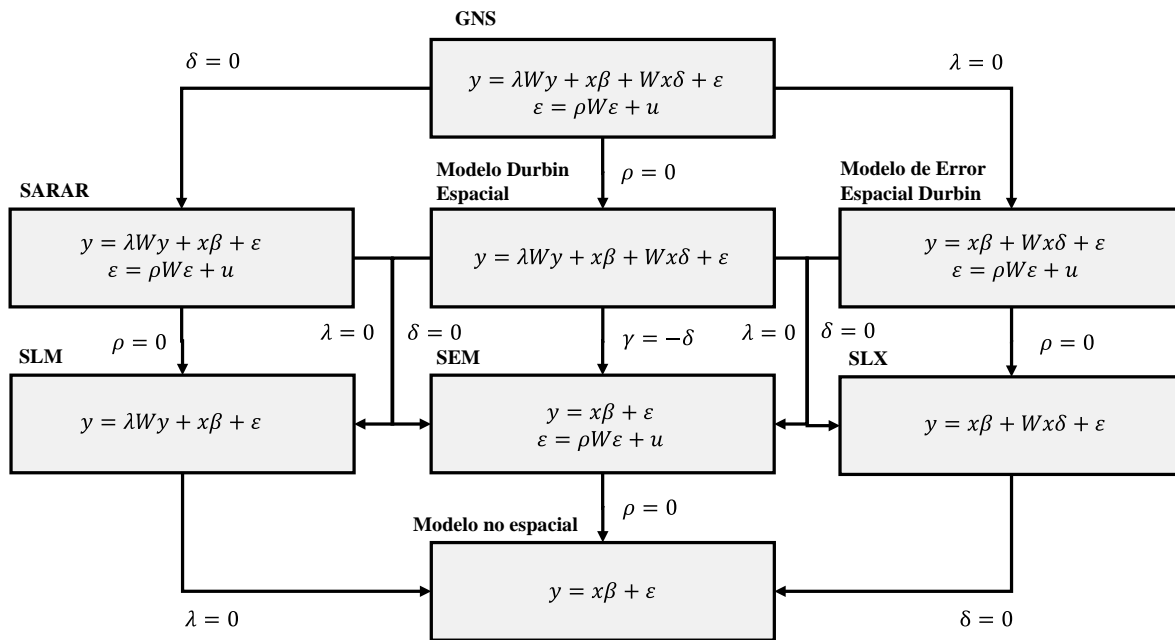 GNS
δ = 0
λ = 0
y = λWy + xβ + Wxδ + ε
ε = ρWε + u
ρ = 0
SARAR
Modelo Durbin
Espacial
Modelo de Error
Espacial Durbin
y = λWy + xβ + ε
ε = ρWε + u
y = λWy + xβ + Wxδ + ε
y = xβ + Wxδ + ε
ε = ρWε + u
ρ = 0
λ = 0
δ = 0
γ = −δ
λ = 0
δ = 0
ρ = 0
SLM
SEM
SLX
y = λWy + xβ + ε
y = xβ + ε
ε = ρWε + u
y = xβ + Wxδ + ε
ρ = 0
Modelo no espacial
y = xβ + ε
λ = 0
δ = 0